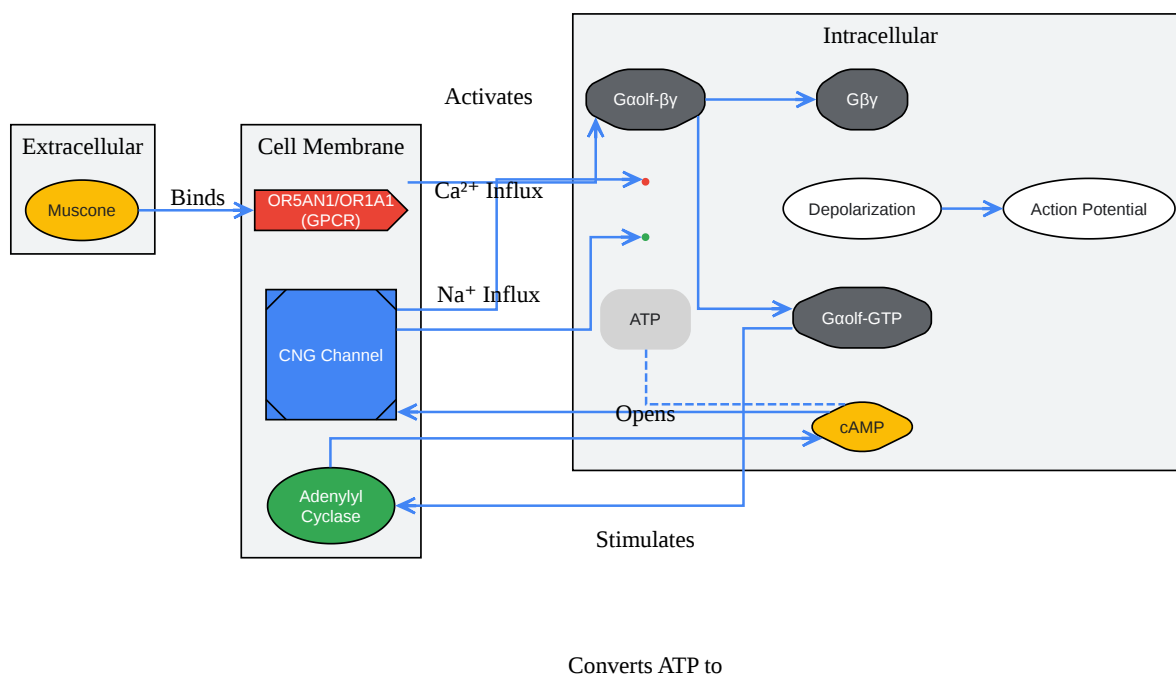 Intracellular
Activates
Gαolf-βγ
Gβγ
Extracellular
Cell Membrane
Muscone
Binds
OR5AN1/OR1A1
(GPCR)
Ca²⁺ Influx
Depolarization
Action Potential
Na⁺ Influx
ATP
Gαolf-GTP
CNG Channel
Opens
cAMP
Adenylyl
Cyclase
Stimulates
Converts ATP to